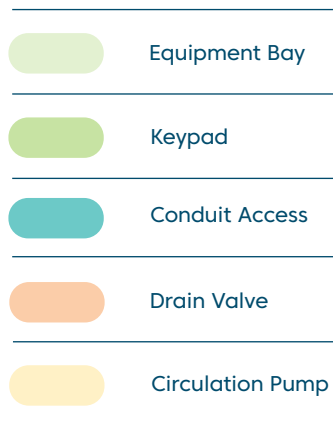 Equipment Bay
Keypad
Conduit Access
Drain Valve
Circulation Pump